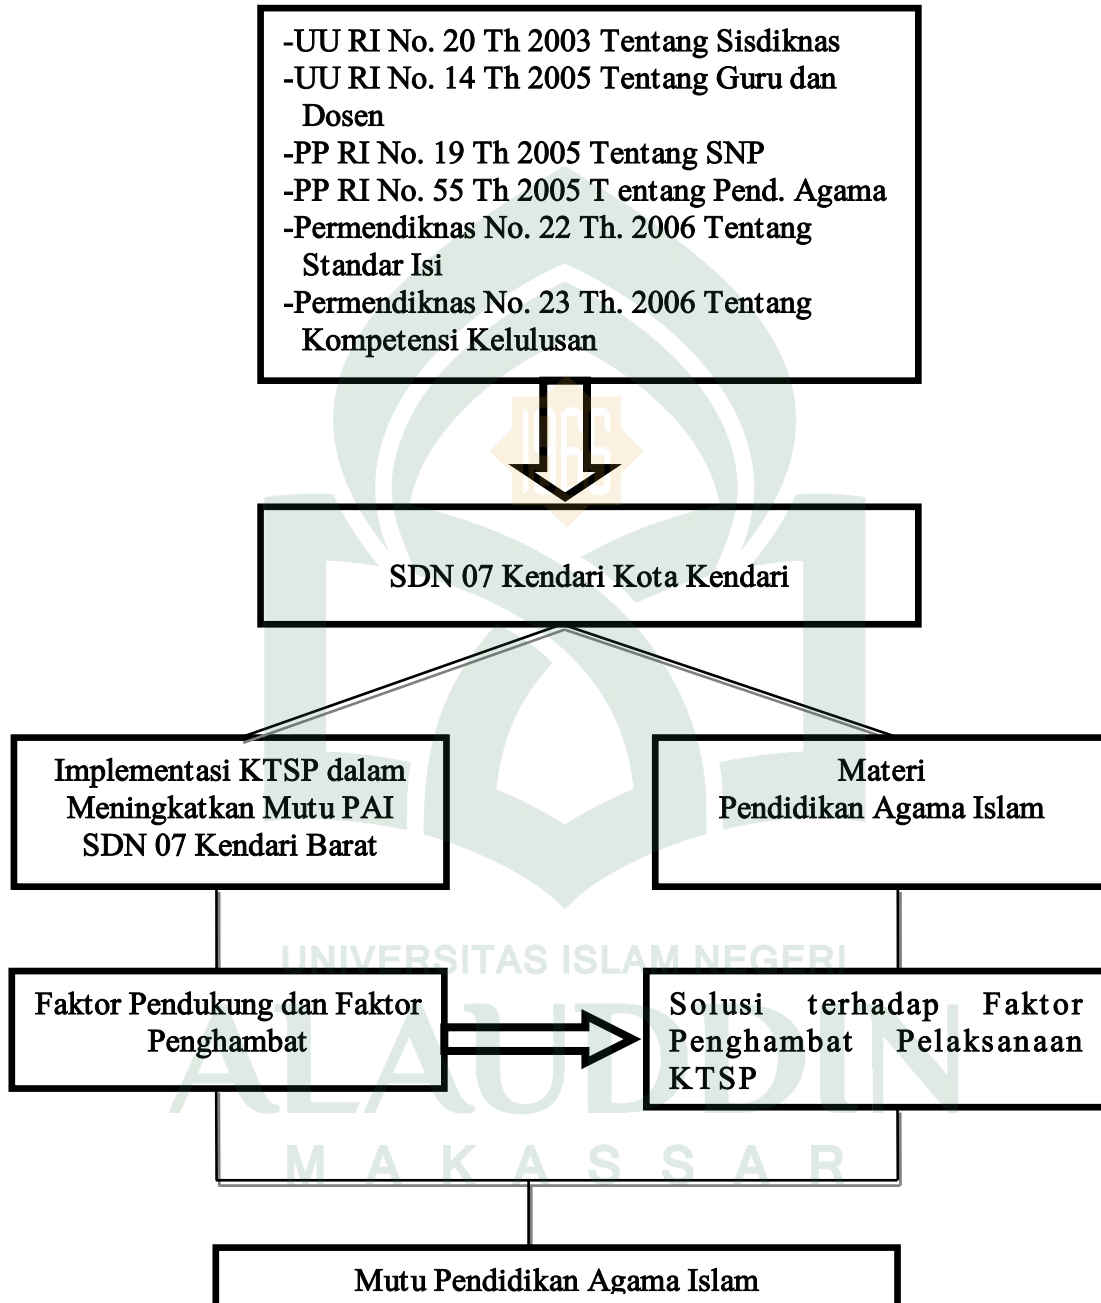 -UU RI No. 20 Th 2003 Tentang Sisdiknas
-UU RI No. 14 Th 2005 Tentang Guru dan
Dosen
-PP RI No. 19 Th 2005 Tentang SNP
-PP RI No. 55 Th 2005 T entang Pend. Agama
-Permendiknas No. 22 Th. 2006 Tentang
Standar Isi
-Permendiknas No. 23 Th. 2006 Tentang
Kompetensi Kelulusan
1965
SDN 07 Kendari Kota Kendari
Implementasi KTSP dalam
Meningkatkan Mutu PAI
SDN 07 Kendari Barat
Materi
Pendidikan Agama Islam
UNIVERSITAS ISLAM NEGERI
Faktor Pendukung dan Faktor
Penghambat
Solusi terhadap Faktor
Penghambat Pelaksanaan
KTSP
ALAUDDIN
MAKASSAR
Mutu Pendidikan Agama Islam